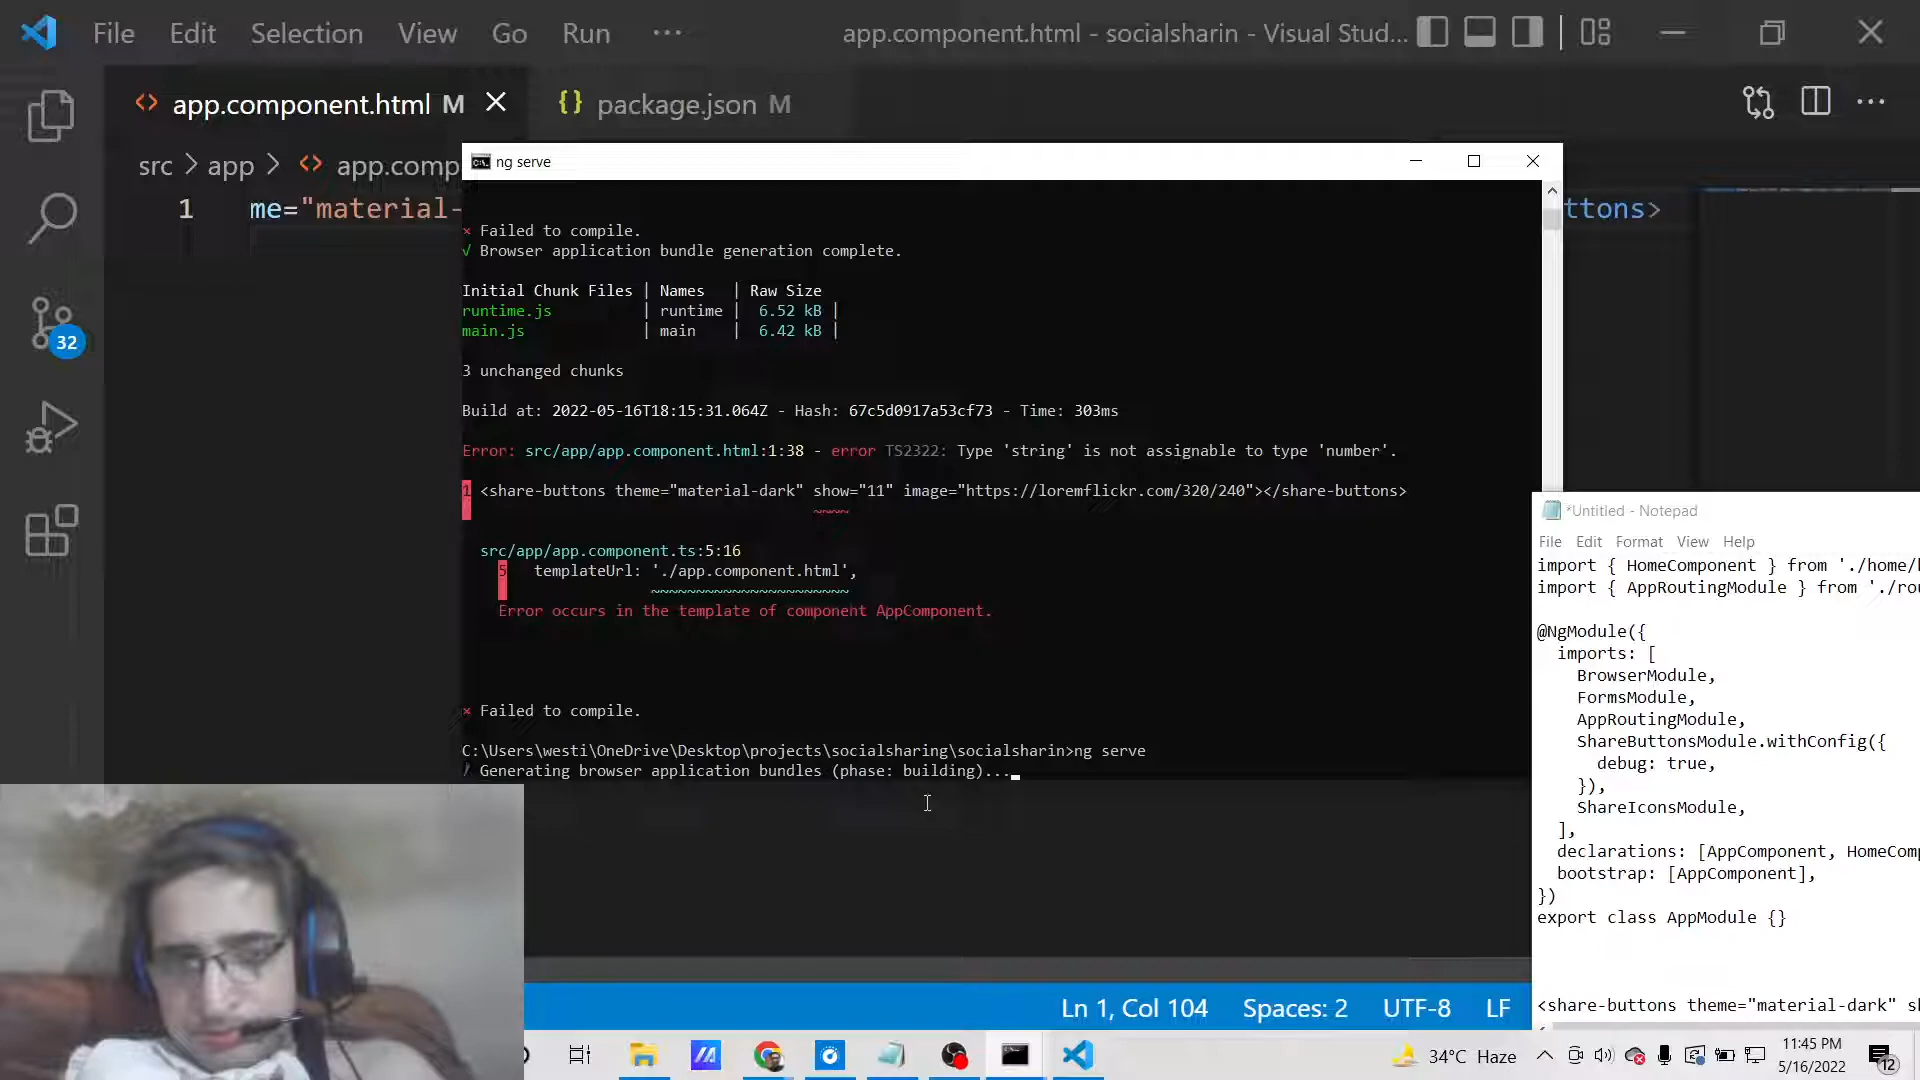 File Edit Selection View Go Run ··· app.component.html - socialsharin - Visual Stud...
app.component.html M package.json M
src > app > app.comp
1 me="material-
ttons>
ng serve
× Failed to compile.
√ Browser application bundle generation complete.
Initial Chunk Files | Names | Raw Size
runtime.js | runtime | 6.52 kB |
main.js | main | 6.42 kB |
3 unchanged chunks
Build at: 2022-05-16T18:15:31.064Z - Hash: 67c5d0917a53cf73 - Time: 303ms
Error: src/app/app.component.html:1:38 - error TS2322: Type 'string' is not assignable to type 'number'.
1 <share-buttons theme="material-dark" show="11" image="https://loremflickr.com/320/240"></share-buttons>
~~~~
src/app/app.component.ts:5:16
5 templateUrl: './app.component.html',
~~~~~~~~~~~~~~~~~~~~~~
Error occurs in the template of component AppComponent.
× Failed to compile.
C:\Users\westi\OneDrive\Desktop\projects\socialsharing\socialsharin>ng serve
/ Generating browser application bundles (phase: building)...
32
*Untitled - Notepad
File Edit Format View Help
import { HomeComponent } from './home/
import { AppRoutingModule } from './rou
@NgModule({
imports: [
BrowserModule,
FormsModule,
AppRoutingModule,
ShareButtonsModule.withConfig({
debug: true,
}),
ShareIconsModule,
],
declarations: [AppComponent, HomeComp
bootstrap: [AppComponent],
})
export class AppModule {}
<share-buttons theme="material-dark" s
Ln 1, Col 104 Spaces: 2 UTF-8 LF
34°C Haze
11:45 PM
5/16/2022
12